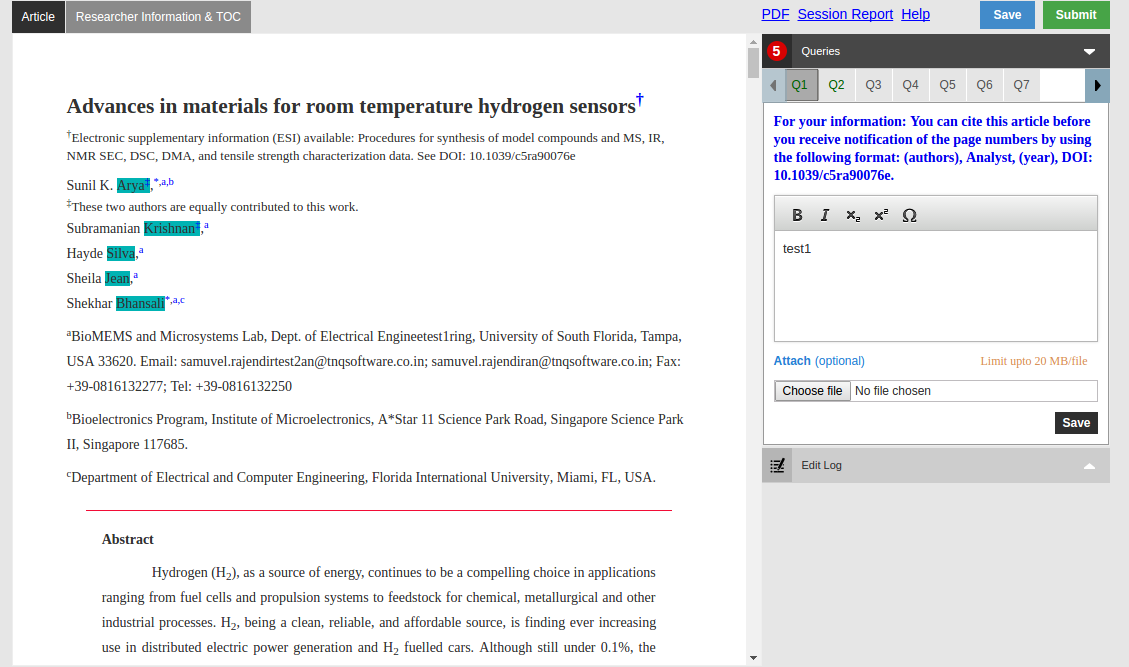 Article Researcher Information & TOC PDF Session Report Help Save Submit
Advances in materials for room temperature hydrogen sensors†
†Electronic supplementary information (ESI) available: Procedures for synthesis of model compounds and MS, IR,
NMR SEC, DSC, DMA, and tensile strength characterization data. See DOI: 10.1039/c5ra90076e
Sunil K. Arya‡,*,a,b
‡These two authors are equally contributed to this work.
Subramanian Krishnan‡,a
Hayde Silva,a
Sheila Jean,a
Shekhar Bhansali*,a,c
aBioMEMS and Microsystems Lab, Dept. of Electrical Engineetest1ring, University of South Florida, Tampa,
USA 33620. Email: samuvel.rajendirtest2an@tnqsoftware.co.in; samuvel.rajendiran@tnqsoftware.co.in; Fax:
+39-0816132277; Tel: +39-0816132250
bBioelectronics Program, Institute of Microelectronics, A*Star 11 Science Park Road, Singapore Science Park
II, Singapore 117685.
cDepartment of Electrical and Computer Engineering, Florida International University, Miami, FL, USA.
Abstract
Hydrogen (H2), as a source of energy, continues to be a compelling choice in applications
ranging from fuel cells and propulsion systems to feedstock for chemical, metallurgical and other
industrial processes. H2, being a clean, reliable, and affordable source, is finding ever increasing
use in distributed electric power generation and H2 fuelled cars. Although still under 0.1%, the
5 Queries
Q1 Q2 Q3 Q4 Q5 Q6 Q7
For your information: You can cite this article before
you receive notification of the page numbers by using
the following format: (authors), Analyst, (year), DOI:
10.1039/c5ra90076e.
B I x2 x2 Ω
test1
Attach (optional) Limit upto 20 MB/file
Choose file No file chosen
Save
Edit Log